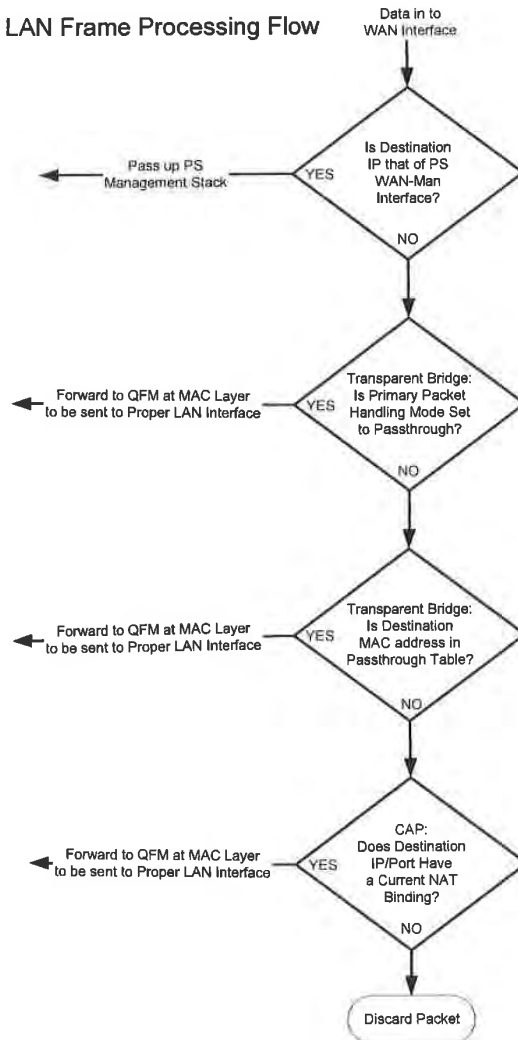 LAN Frame Processing Flow
Data in to
WAN Interface
Is Destination
IP that of PS
WAN-Man
Interface?
YES
Pass up PS
Management Stack
NO
Transparent Bridge:
Is Primary Packet
Handling Mode Set
to Passthrough?
YES
Forward to QFM at MAC Layer
to be sent to Proper LAN Interface
NO
Transparent Bridge:
Is Destination
MAC address in
Passthrough Table?
YES
Forward to QFM at MAC Layer
to be sent to Proper LAN Interface
NO
CAP:
Does Destination
IP/Port Have
a Current NAT
Binding?
YES
Forward to QFM at MAC Layer
to be sent to Proper LAN Interface
NO
Discard Packet